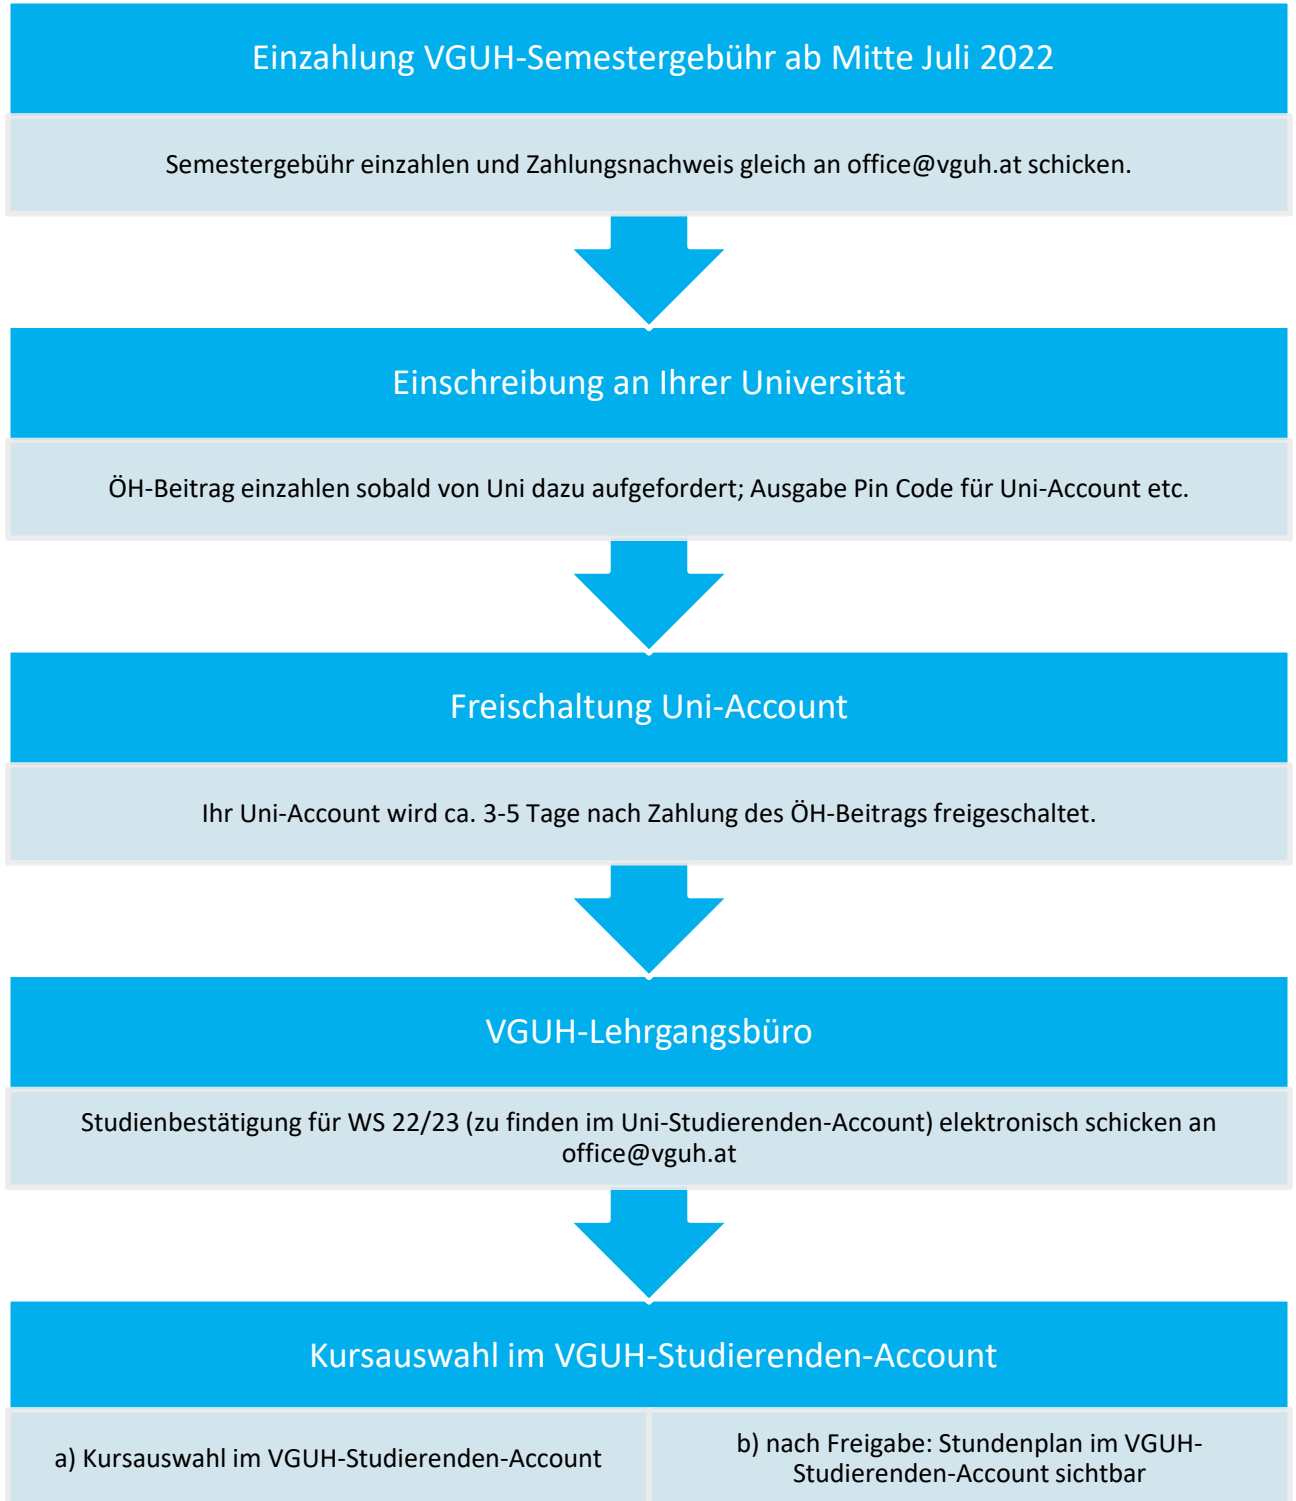 Einzahlung VGUH-Semestergebühr ab Mitte Juli 2022
Semestergebühr einzahlen und Zahlungsnachweis gleich an office@vguh.at schicken.
Einschreibung an Ihrer Universität
ÖH-Beitrag einzahlen sobald von Uni dazu aufgefordert; Ausgabe Pin Code für Uni-Account etc.
Freischaltung Uni-Account
Ihr Uni-Account wird ca. 3-5 Tage nach Zahlung des ÖH-Beitrags freigeschaltet.
VGUH-Lehrgangsbüro
Studienbestätigung für WS 22/23 (zu finden im Uni-Studierenden-Account) elektronisch schicken an
office@vguh.at
Kursauswahl im VGUH-Studierenden-Account
a) Kursauswahl im VGUH-Studierenden-Account
b) nach Freigabe: Stundenplan im VGUH-
Studierenden-Account sichtbar